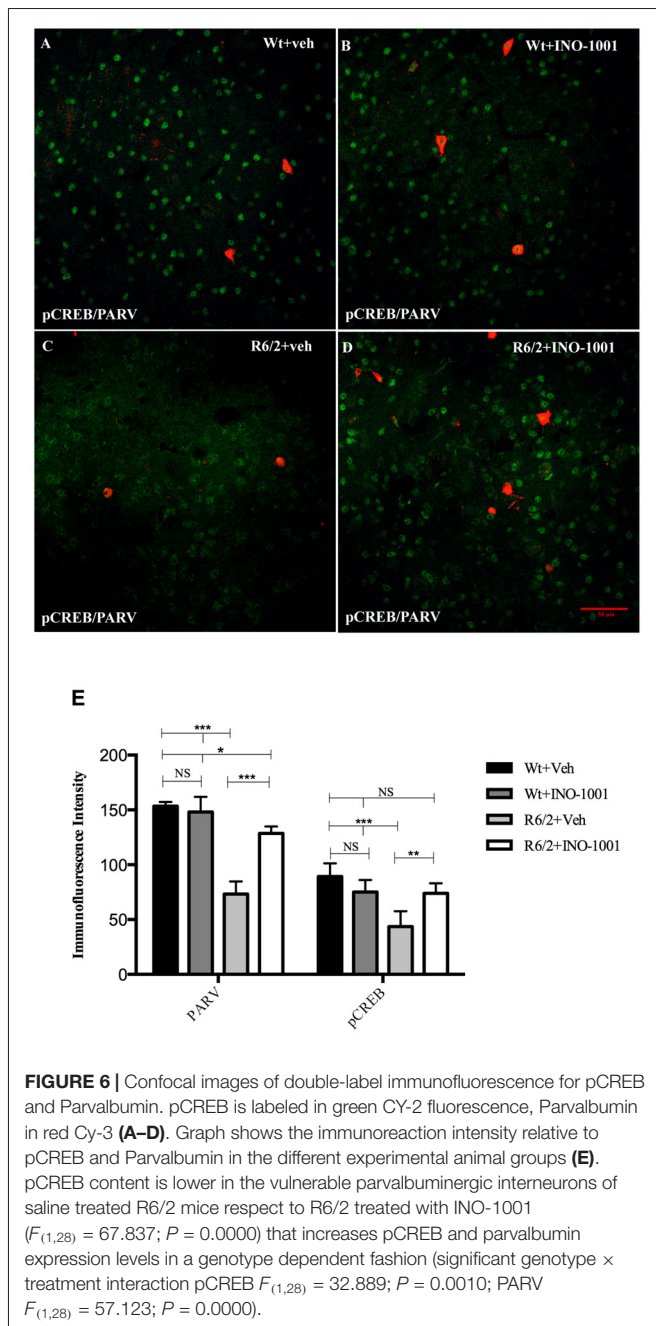 A Wt+veh
B Wt+INO-1001
pCREB/PARV
pCREB/PARV
C R6/2+veh
D R6/2+INO-1001
pCREB/PARV
pCREB/PARV
50 µm
E
Immunofluorescence Intensity
200
150
100
50
0
***
*
NS
***
NS
***
NS
**
PARV
pCREB
Wt+Veh
Wt+INO-1001
R6/2+Veh
R6/2+INO-1001
FIGURE 6 | Confocal images of double-label immunofluorescence for pCREB
and Parvalbumin. pCREB is labeled in green CY-2 fluorescence, Parvalbumin
in red Cy-3 (A–D). Graph shows the immunoreaction intensity relative to
pCREB and Parvalbumin in the different experimental animal groups (E).
pCREB content is lower in the vulnerable parvalbuminergic interneurons of
saline treated R6/2 mice respect to R6/2 treated with INO-1001
(F(1,28) = 67.837; P = 0.0000) that increases pCREB and parvalbumin
expression levels in a genotype dependent fashion (significant genotype ×
treatment interaction pCREB F(1,28) = 32.889; P = 0.0010; PARV
F(1,28) = 57.123; P = 0.0000).